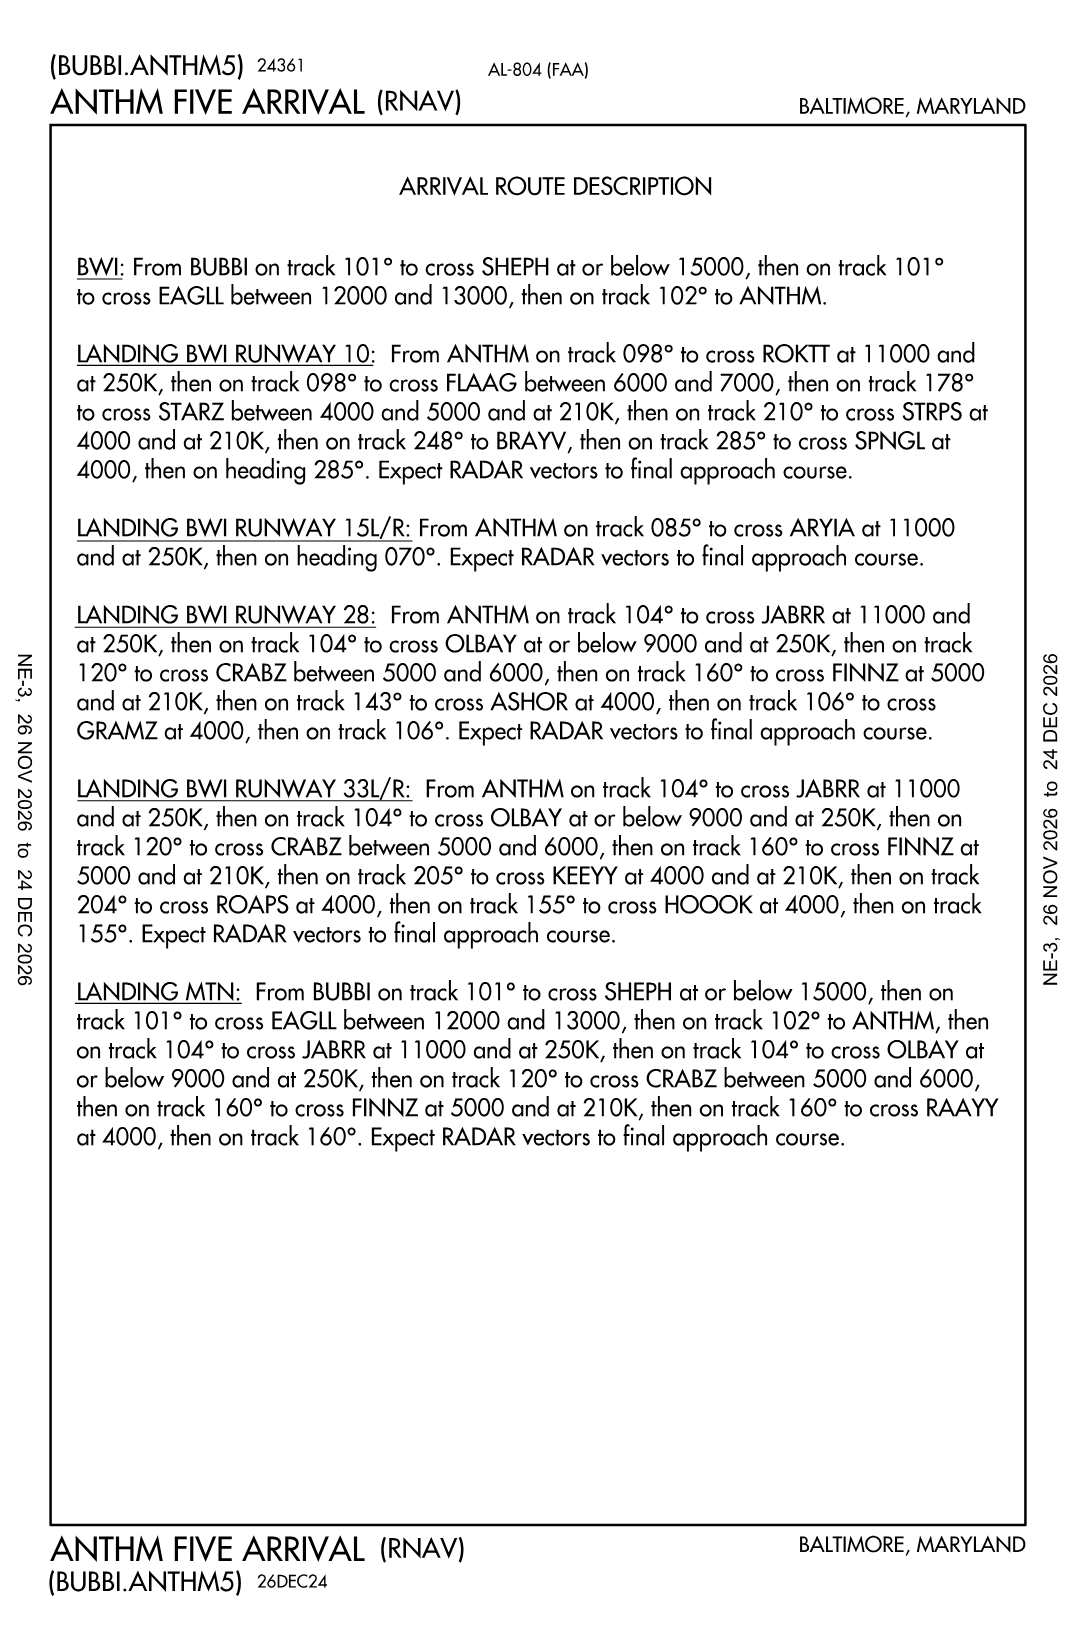 (BUBBI.ANTHM5) 24361
AL-804 (FAA)
ANTHM FIVE ARRIVAL (RNAV)
BALTIMORE, MARYLAND
ARRIVAL ROUTE DESCRIPTION
BWI: From BUBBI on track 101° to cross SHEPH at or below 15000, then on track 101°
to cross EAGLL between 12000 and 13000, then on track 102° to ANTHM.
LANDING BWI RUNWAY 10: From ANTHM on track 098° to cross ROKTT at 11000 and
at 250K, then on track 098° to cross FLAAG between 6000 and 7000, then on track 178°
to cross STARZ between 4000 and 5000 and at 210K, then on track 210° to cross STRPS at
4000 and at 210K, then on track 248° to BRAYV, then on track 285° to cross SPNGL at
4000, then on heading 285°. Expect RADAR vectors to final approach course.
LANDING BWI RUNWAY 15L/R: From ANTHM on track 085° to cross ARYIA at 11000
and at 250K, then on heading 070°. Expect RADAR vectors to final approach course.
LANDING BWI RUNWAY 28: From ANTHM on track 104° to cross JABRR at 11000 and
at 250K, then on track 104° to cross OLBAY at or below 9000 and at 250K, then on track
120° to cross CRABZ between 5000 and 6000, then on track 160° to cross FINNZ at 5000
and at 210K, then on track 143° to cross ASHOR at 4000, then on track 106° to cross
GRAMZ at 4000, then on track 106°. Expect RADAR vectors to final approach course.
LANDING BWI RUNWAY 33L/R: From ANTHM on track 104° to cross JABRR at 11000
and at 250K, then on track 104° to cross OLBAY at or below 9000 and at 250K, then on
track 120° to cross CRABZ between 5000 and 6000, then on track 160° to cross FINNZ at
5000 and at 210K, then on track 205° to cross KEEYY at 4000 and at 210K, then on track
204° to cross ROAPS at 4000, then on track 155° to cross HOOOK at 4000, then on track
155°. Expect RADAR vectors to final approach course.
LANDING MTN: From BUBBI on track 101° to cross SHEPH at or below 15000, then on
track 101° to cross EAGLL between 12000 and 13000, then on track 102° to ANTHM, then
on track 104° to cross JABRR at 11000 and at 250K, then on track 104° to cross OLBAY at
or below 9000 and at 250K, then on track 120° to cross CRABZ between 5000 and 6000,
then on track 160° to cross FINNZ at 5000 and at 210K, then on track 160° to cross RAAYY
at 4000, then on track 160°. Expect RADAR vectors to final approach course.
NE-3, 26 NOV 2026 to 24 DEC 2026
NE-3, 26 NOV 2026 to 24 DEC 2026
ANTHM FIVE ARRIVAL (RNAV)
BALTIMORE, MARYLAND
(BUBBI.ANTHM5) 26DEC24